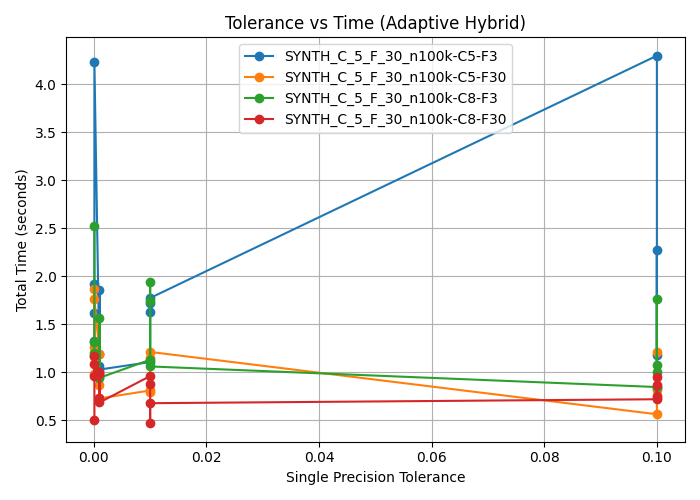 Tolerance vs Time (Adaptive Hybrid)
SYNTH_C_5_F_30_n100k-C5-F3
SYNTH_C_5_F_30_n100k-C5-F30
SYNTH_C_5_F_30_n100k-C8-F3
SYNTH_C_5_F_30_n100k-C8-F30
Total Time (seconds)
4.0
3.5
3.0
2.5
2.0
1.5
1.0
0.5
0.00 0.02 0.04 0.06 0.08 0.10
Single Precision Tolerance